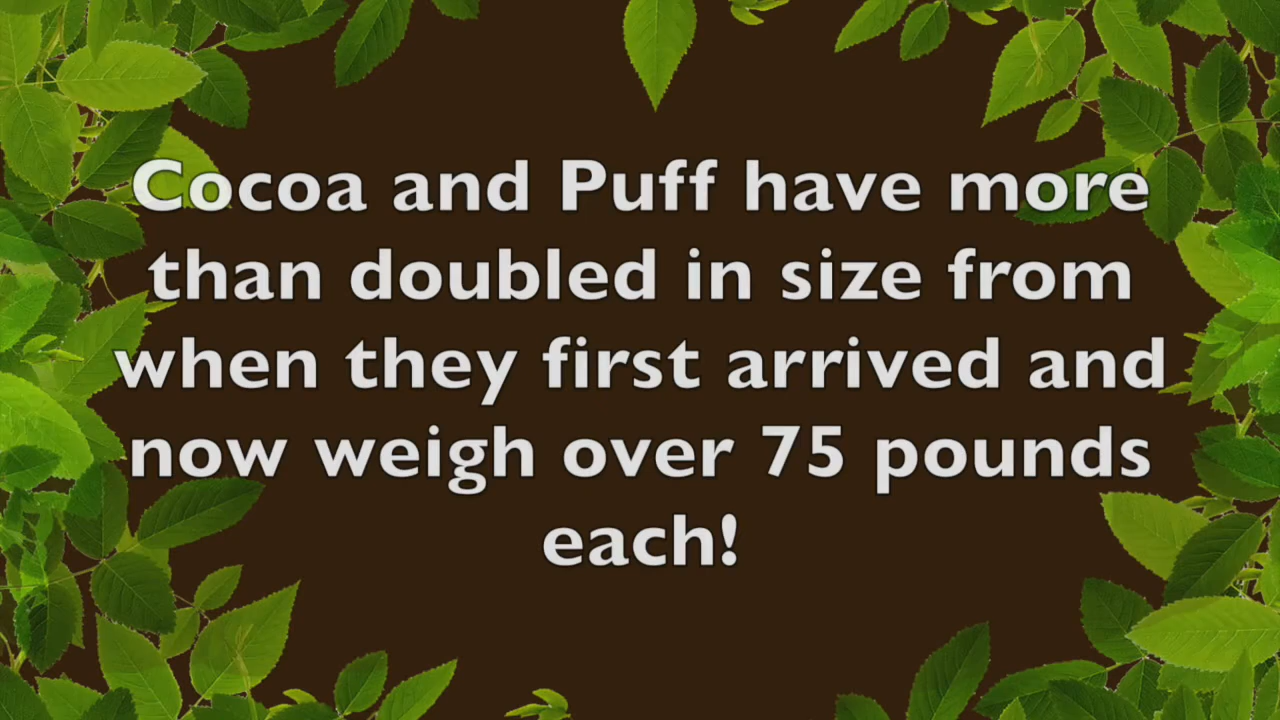 Cocoa and Puff have more
than doubled in size from
when they first arrived and
now weigh over 75 pounds
each!